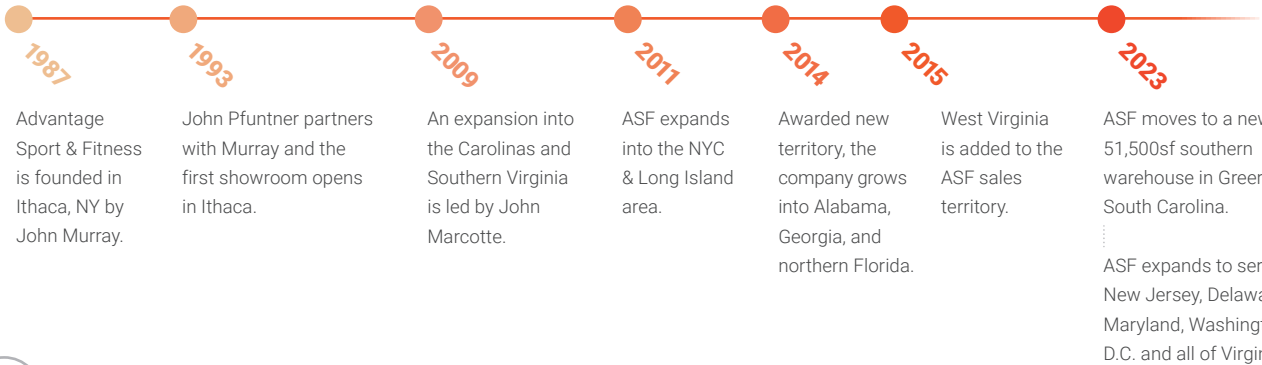 1987
Advantage
Sport & Fitness
is founded in
Ithaca, NY by
John Murray.
1993
John Pfuntner partners
with Murray and the
first showroom opens
in Ithaca.
2009
An expansion into
the Carolinas and
Southern Virginia
is led by John
Marcotte.
2011
ASF expands
into the NYC
& Long Island
area.
2014
Awarded new
territory, the
company grows
into Alabama,
Georgia, and
northern Florida.
2015
West Virginia
is added to the
ASF sales
territory.
2023
ASF moves to a
51,500sf southern
warehouse in
South Carolina.
ASF expands to
New Jersey,
Maryland,
D.C. and all of